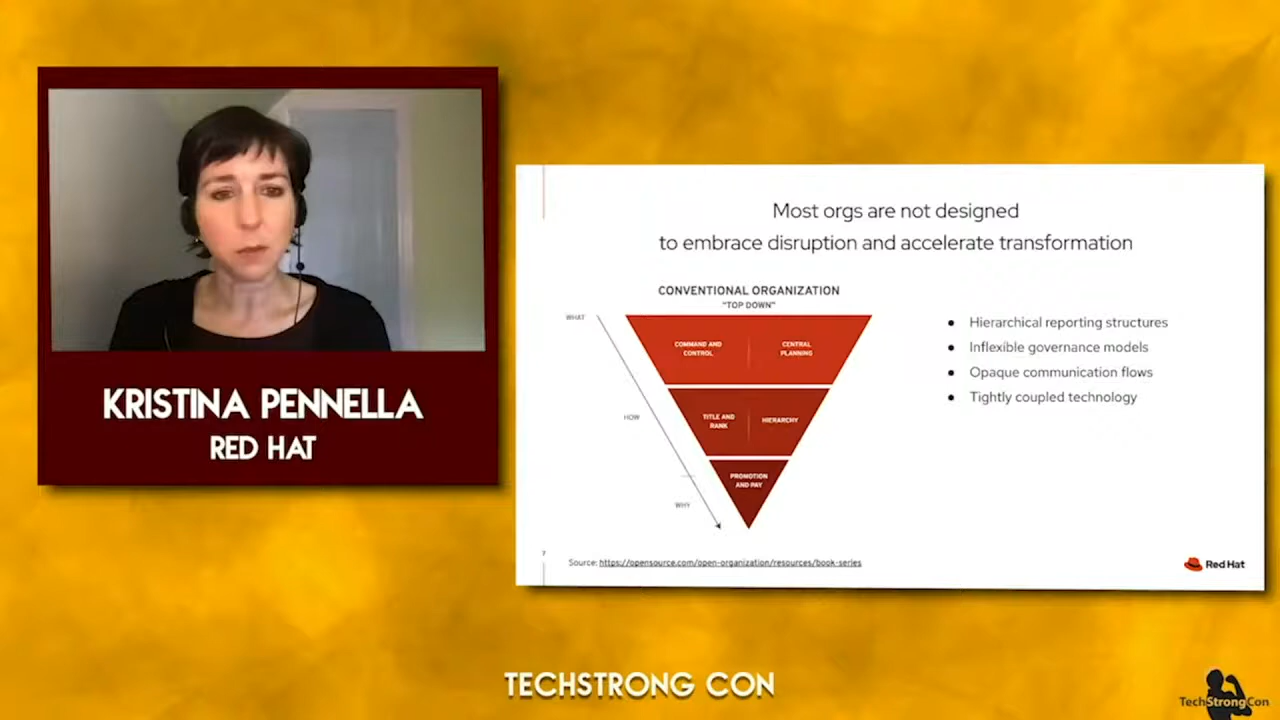 KRISTINA PENNELLA
RED HAT
Most orgs are not designed
to embrace disruption and accelerate transformation
CONVENTIONAL ORGANIZATION
"TOP DOWN"
WHAT
COMMAND AND
CONTROL
CENTRAL
PLANNING
HOW
TITLE AND
RANK
HIERARCHY
PROMOTION
AND PAY
WHY
Hierarchical reporting structures
Inflexible governance models
Opaque communication flows
Tightly coupled technology
7
Source: https://opensource.com/open-organization/resources/book-series
Red Hat
TECHSTRONG CON
TechStrongCon